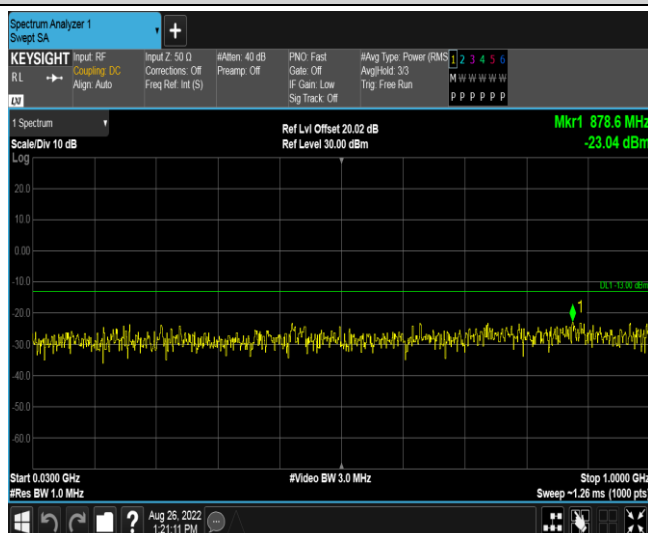 Spectrum Analyzer 1
Swept SA
+
KEYSIGHT
RL
Input: RF
Coupling: DC
Align: Auto
Input Z: 50 Ω
Corrections: Off
Freq Ref: Int (S)
#Atten: 40 dB
Preamp: Off
PNO: Fast
Gate: Off
IF Gain: Low
Sig Track: Off
#Avg Type: Power (RMS
Avg|Hold: 3/3
Trig: Free Run
1 2 3 4 5 6
M W W W W W
P P P P P P
LXI
1 Spectrum
Scale/Div 10 dB
Ref Lvl Offset 20.02 dB
Ref Level 30.00 dBm
Mkr1 878.6 MHz
-23.04 dBm
Log
20.0
10.0
0.00
-10.0
DL1 -13.00 dBm
1
-20.0
-30.0
-40.0
-50.0
-60.0
Start 0.0300 GHz
#Video BW 3.0 MHz
Stop 1.0000 GHz
#Res BW 1.0 MHz
Sweep ~1.26 ms (1000 pts)
?
Aug 26, 2022
1:21:11 PM